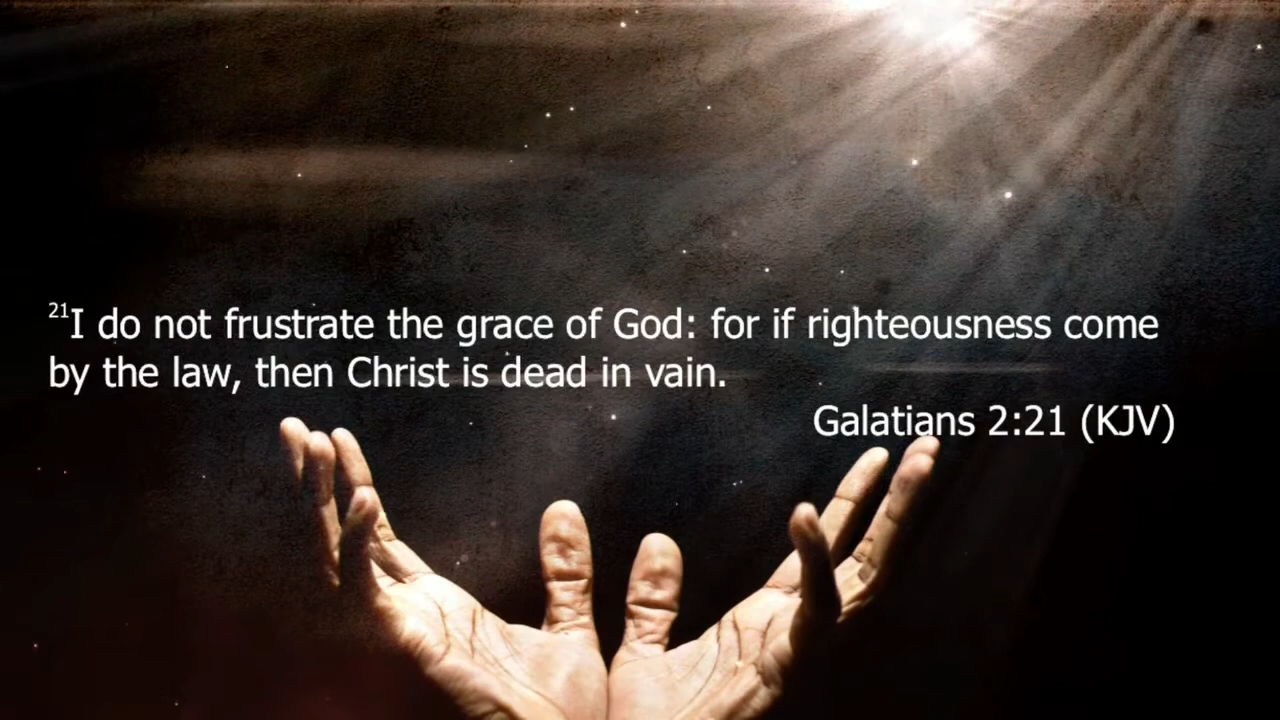 21I do not frustrate the grace of God: for if righteousness come
by the law, then Christ is dead in vain.
Galatians 2:21 (KJV)